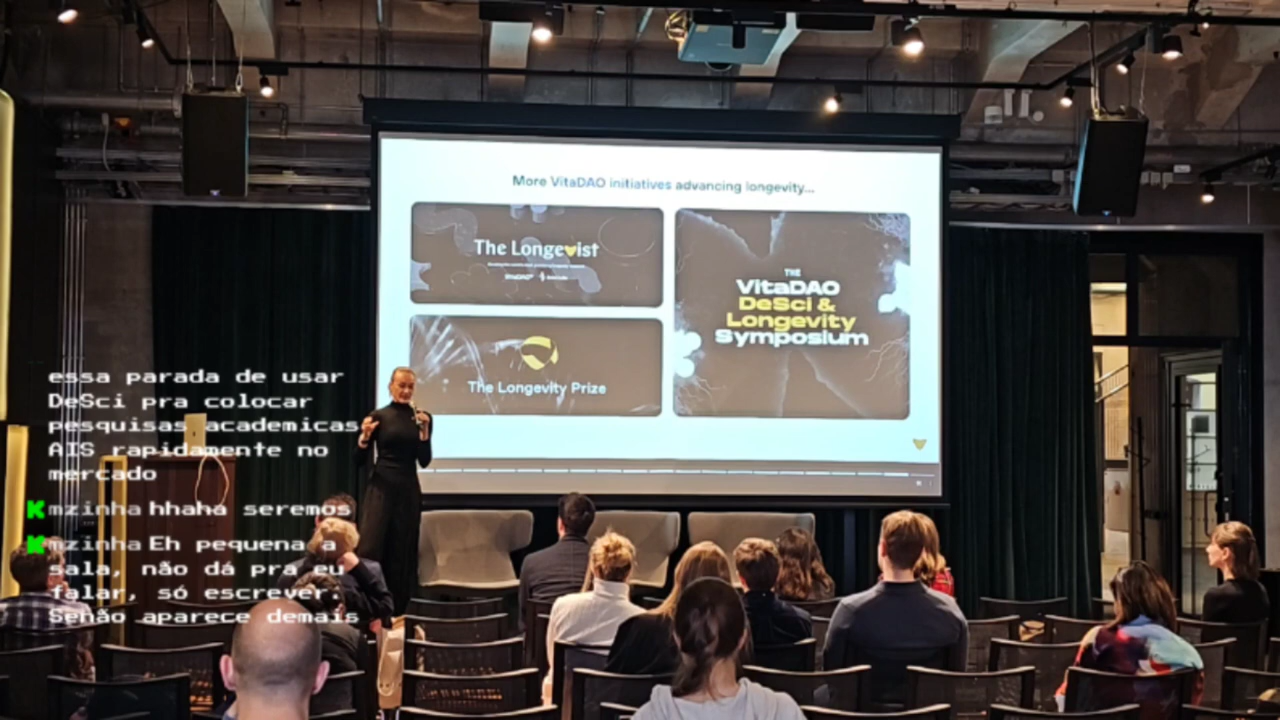 More VitaDAO initiatives advancing longevity...
The Longevist
VitaDAO
The Longevity Prize
THE
VitaDAO
DeSci &
Longevity
Symposium
essa parada de usar
DeSci pra colocar
pesquisas academicas
AIS rapidamente no
mercado
mzinha hhaha seremos
mzinha Eh pequena a
sala, não dá pra eu
falar, só escrever.
Senão aparece demais